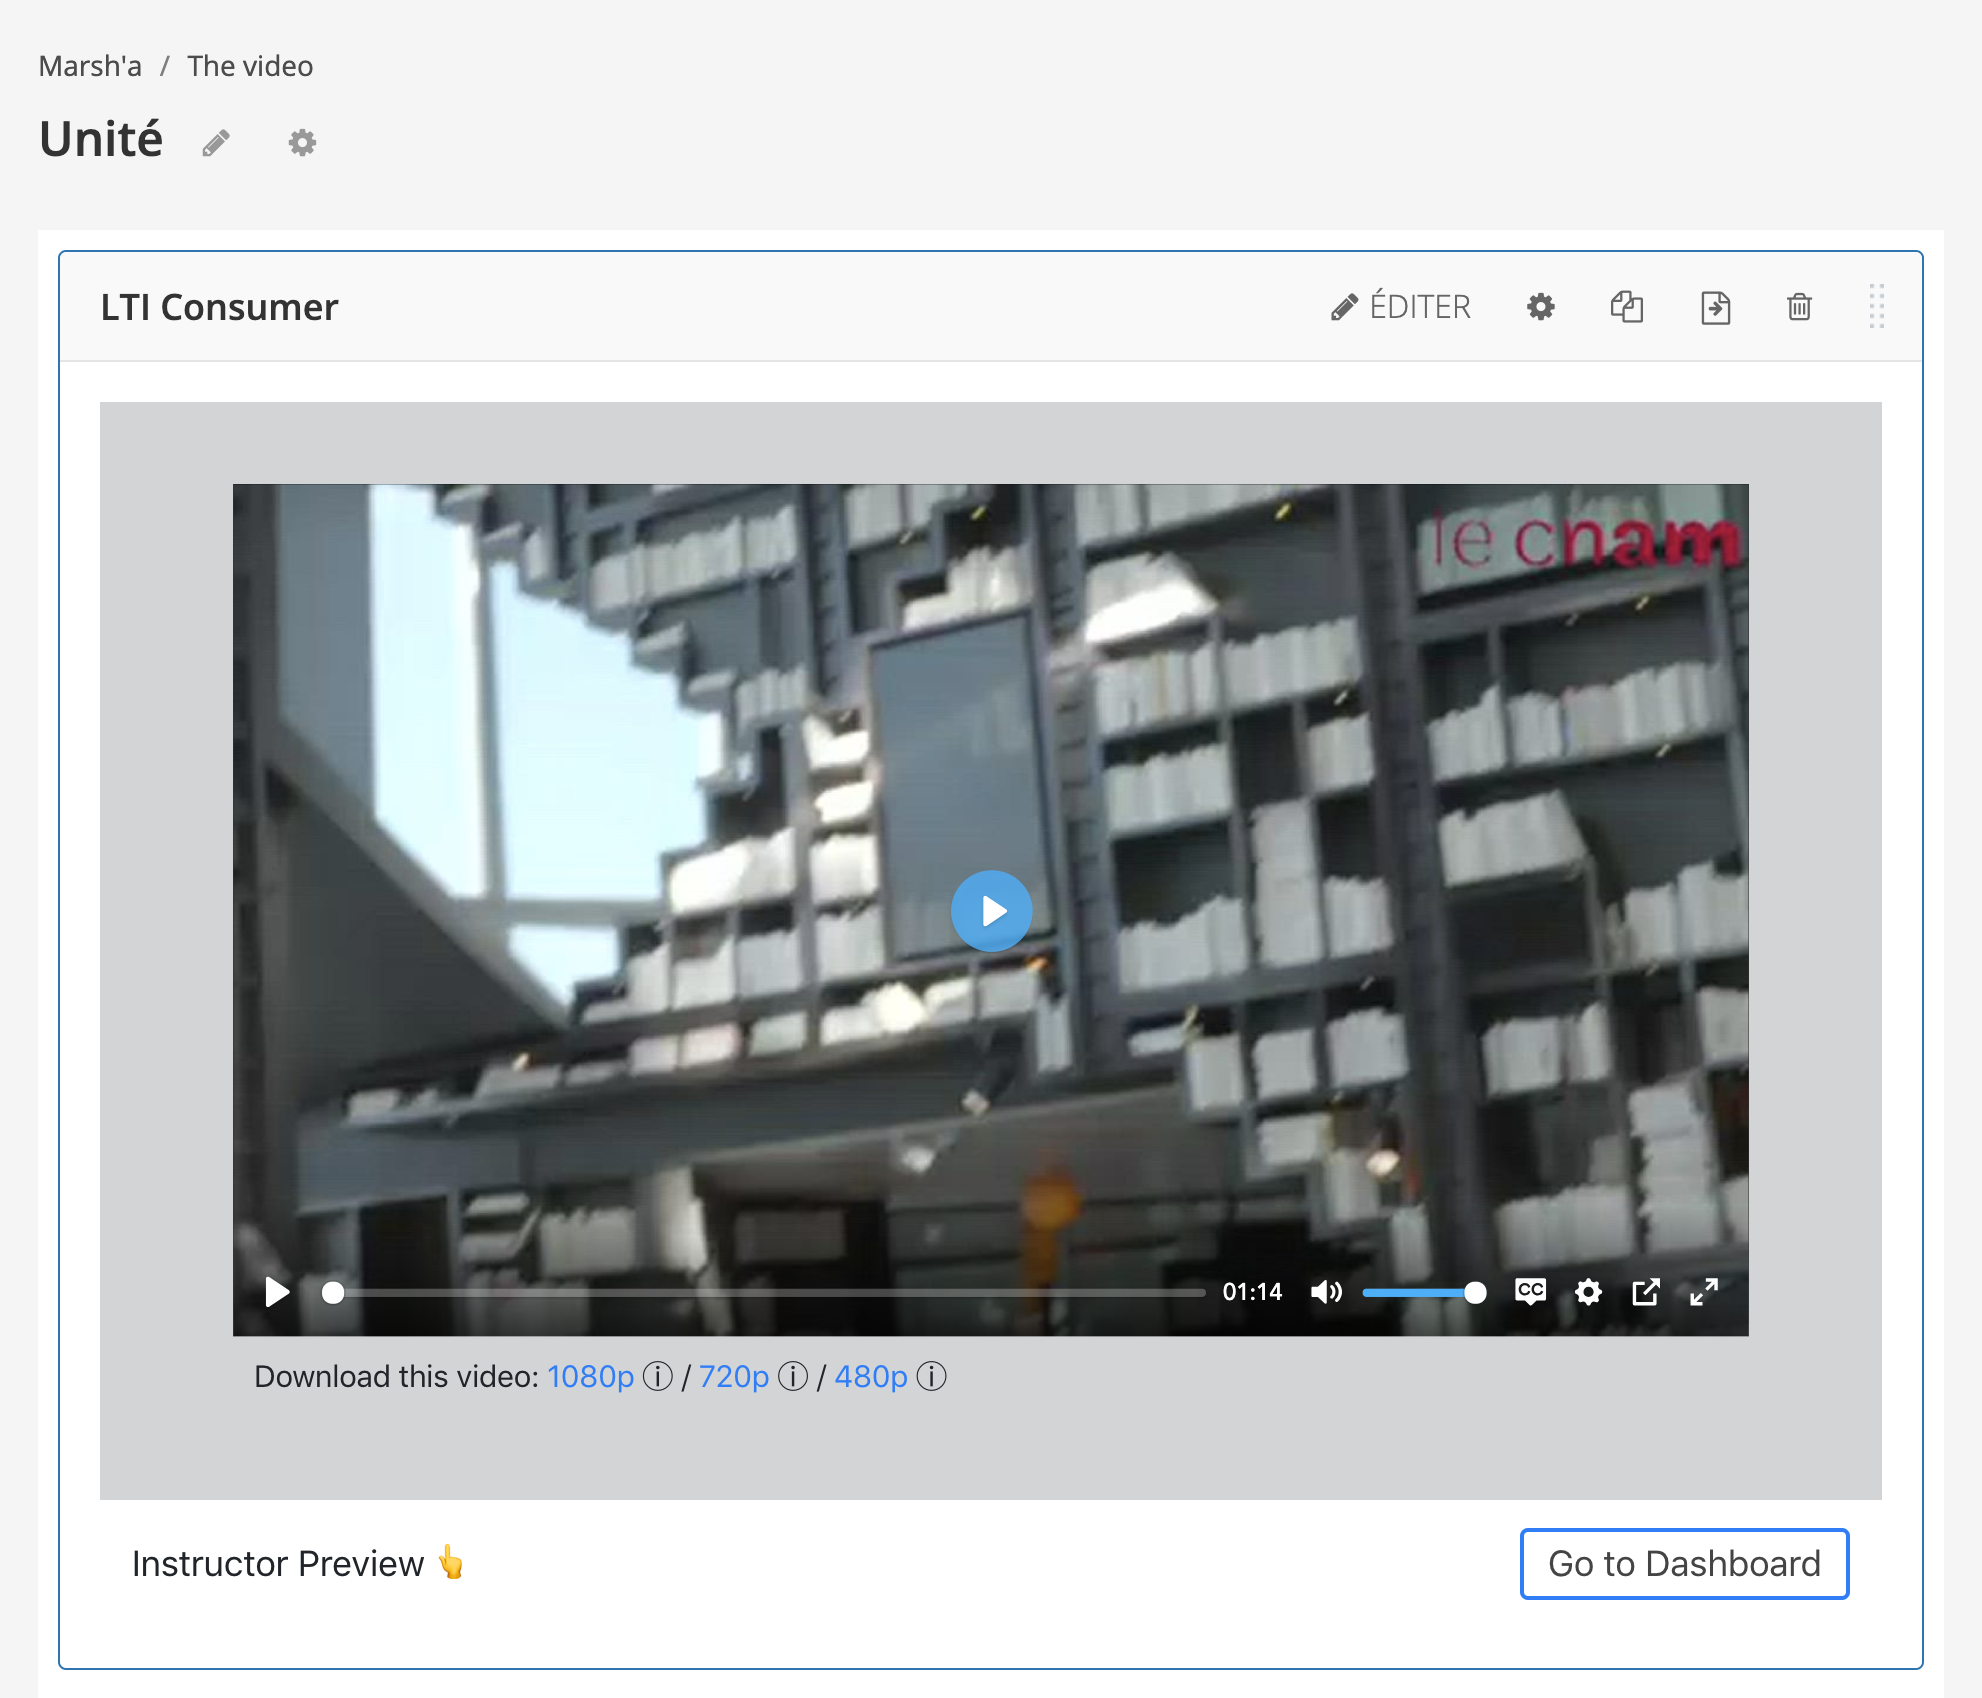 Marsh'a / The video
Unité
LTI Consumer
ÉDITER
le cnam
01:14
CC
Download this video: 1080p ⓘ / 720p ⓘ / 480p ⓘ
Instructor Preview 👆
Go to Dashboard